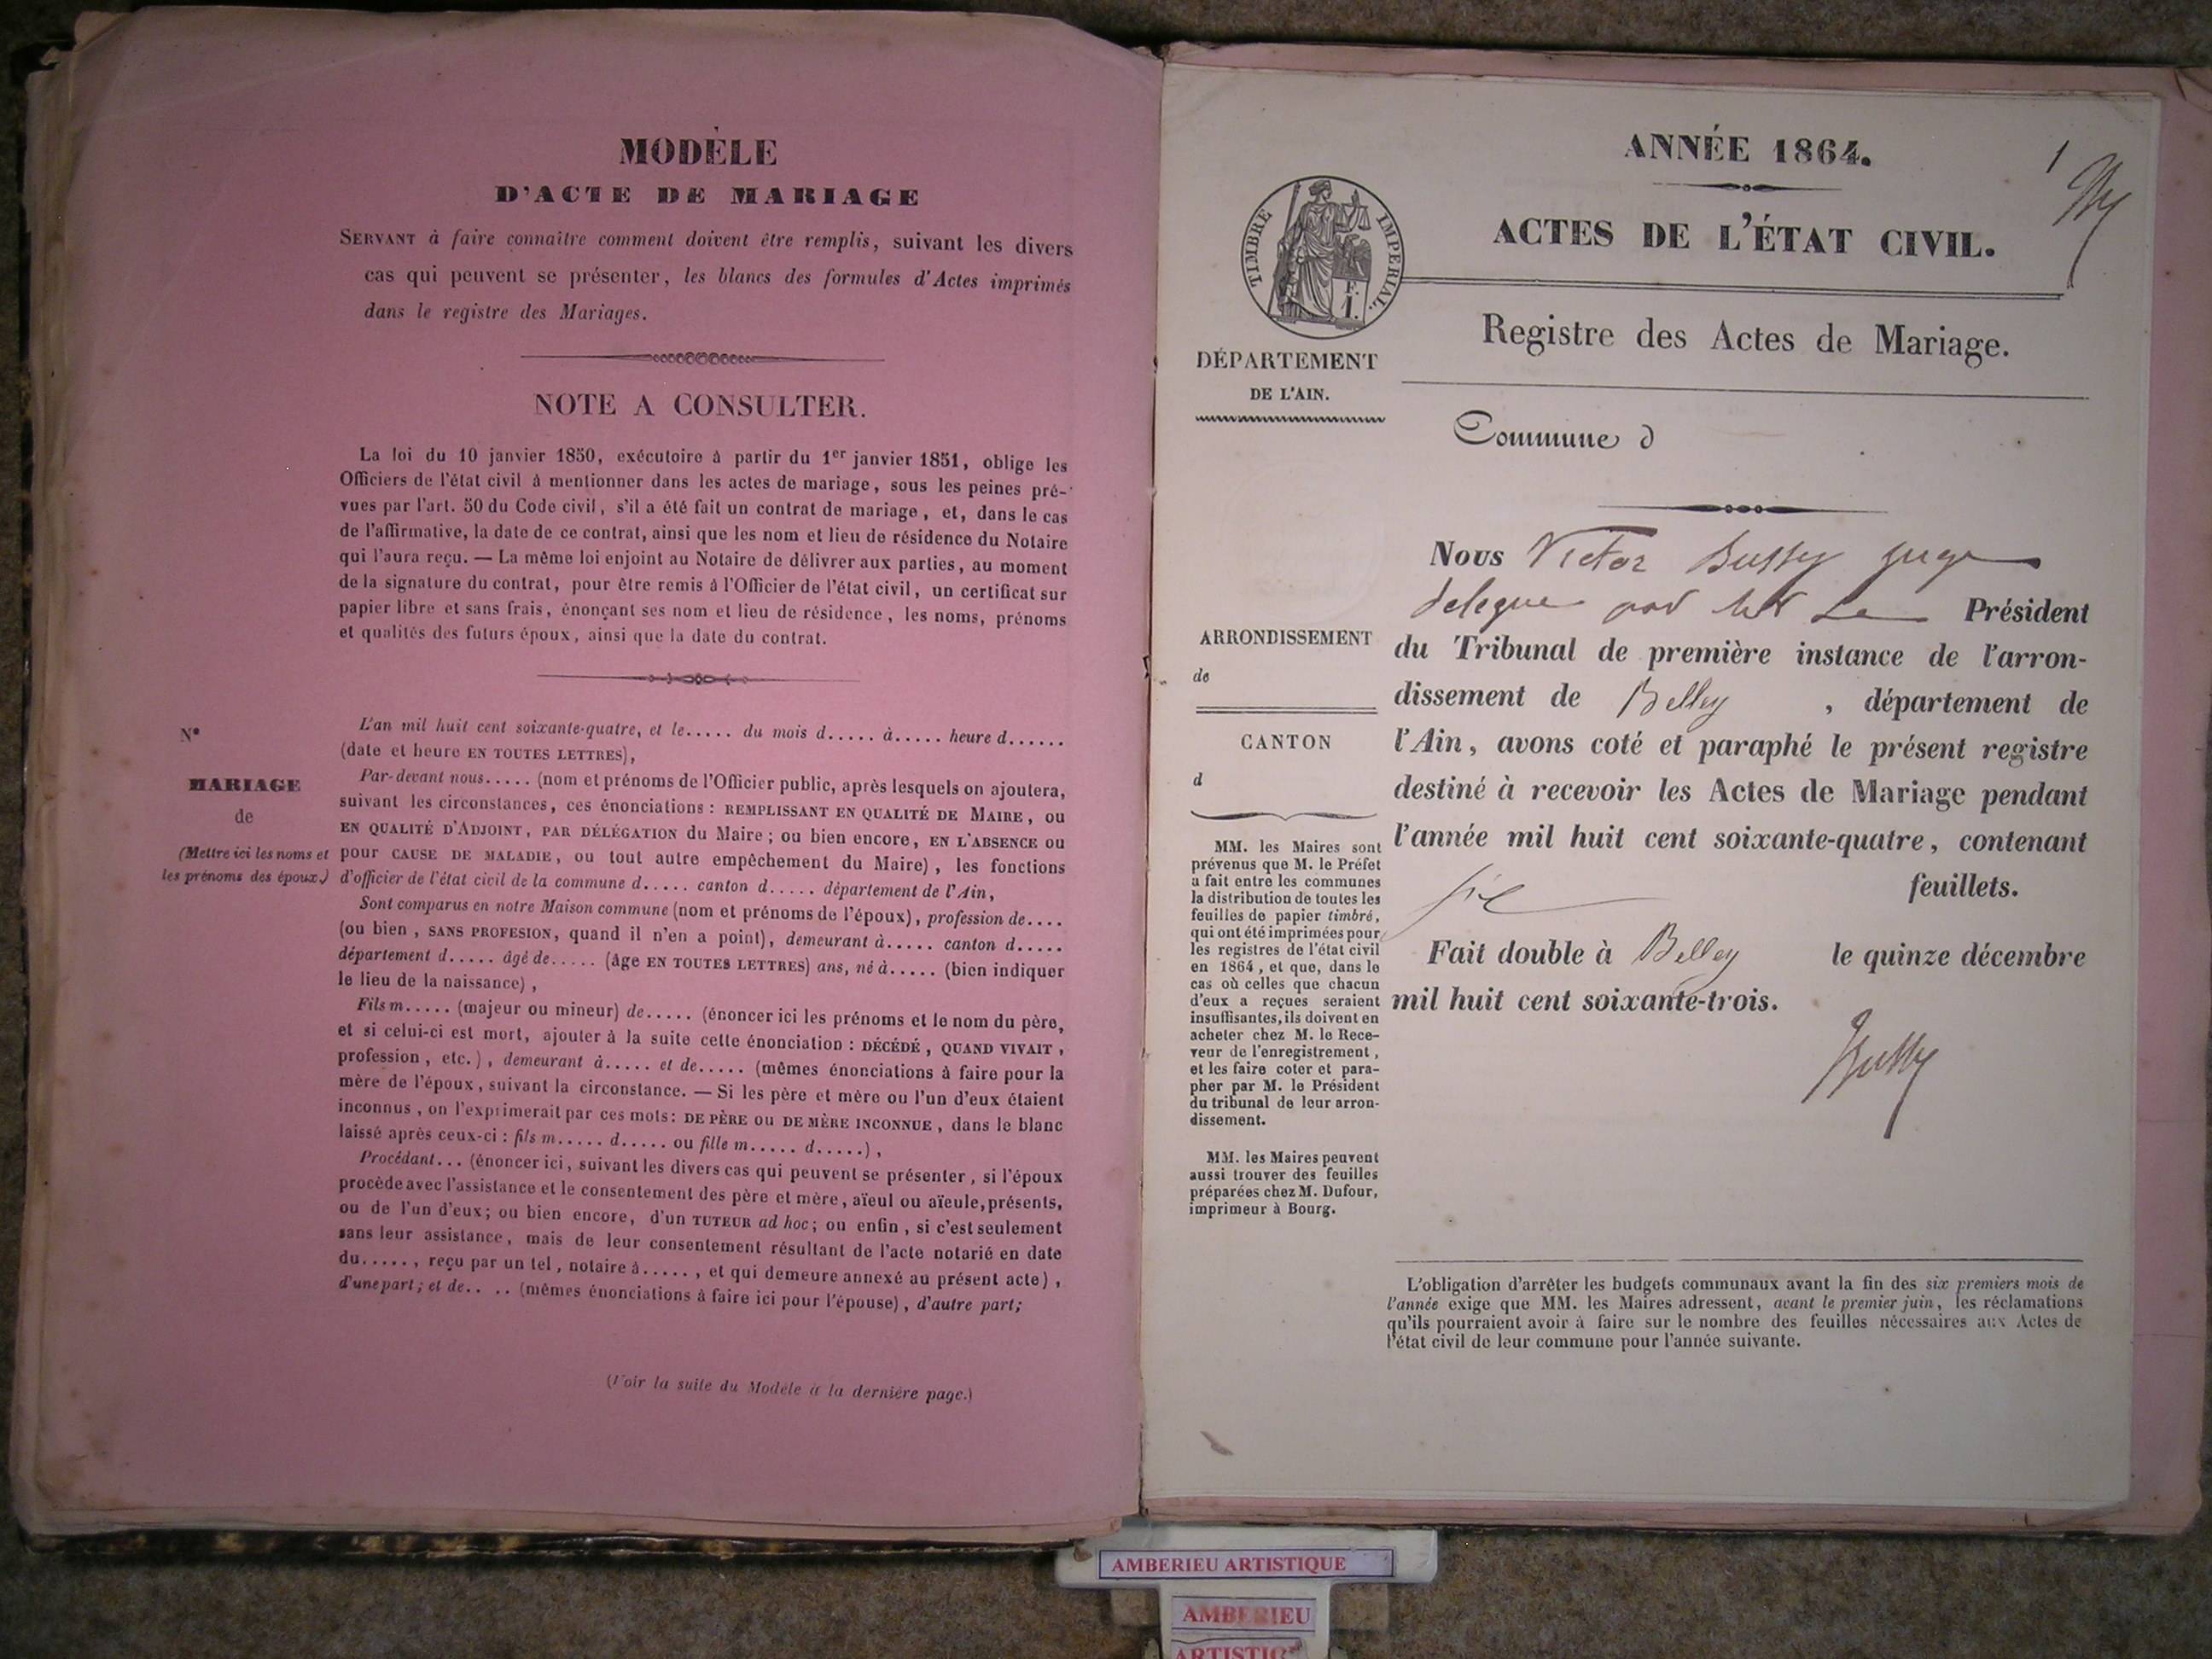 MODÈLE
D'ACTE DE MARIAGE
SERVANT à faire connaître comment doivent être remplis, suivant les divers
cas qui peuvent se présenter, les blancs des formules d'Actes imprimés
dans le registre des Mariages.
NOTE A CONSULTER.
La loi du 10 janvier 1850, exécutoire à partir du 1er janvier 1851, oblige les
Officiers de l'état civil à mentionner dans les actes de mariage, sous les peines pré-
vues par l'art. 50 du Code civil, s'il a été fait un contrat de mariage, et, dans le cas
de l'affirmative, la date de ce contrat, ainsi que les nom et lieu de résidence du Notaire
qui l'aura reçu. — La même loi enjoint au Notaire de délivrer aux parties, au moment
de la signature du contrat, pour être remis à l'Officier de l'état civil, un certificat sur
papier libre et sans frais, énonçant ses nom et lieu de résidence, les noms, prénoms
et qualités des futurs époux, ainsi que la date du contrat.
N°
MARIAGE
de
(Mettre ici les noms et
les prénoms des époux.)
L'an mil huit cent soixante-quatre, et le..... du mois d..... à..... heure d......
(date et heure EN TOUTES LETTRES),
Par-devant nous..... (nom et prénoms de l'Officier public, après lesquels on ajoutera,
suivant les circonstances, ces énonciations : REMPLISSANT EN QUALITÉ DE MAIRE, ou
EN QUALITÉ D'ADJOINT, PAR DÉLÉGATION du Maire; ou bien encore, EN L'ABSENCE ou
pour CAUSE DE MALADIE, ou tout autre empêchement du Maire), les fonctions
d'officier de l'état civil de la commune d..... canton d..... département de l'Ain,
Sont comparus en notre Maison commune (nom et prénoms de l'époux), profession de....
(ou bien, SANS PROFESION, quand il n'en a point), demeurant à..... canton d.....
département d..... âgé de..... (âge EN TOUTES LETTRES) ans, né à..... (bien indiquer
le lieu de la naissance),
Fils m..... (majeur ou mineur) de..... (énoncer ici les prénoms et le nom du père,
et si celui-ci est mort, ajouter à la suite cette énonciation : DÉCÉDÉ, QUAND VIVAIT,
profession, etc.), demeurant à..... et de..... (mêmes énonciations à faire pour la
mère de l'époux, suivant la circonstance. — Si les père et mère ou l'un d'eux étaient
inconnus, on l'exprimerait par ces mots: DE PÈRE OU DE MÈRE INCONNUE, dans le blanc
laissé après ceux-ci : fils m..... d..... ou fille m..... d.....),
Procédant... (énoncer ici, suivant les divers cas qui peuvent se présenter, si l'époux
procède avec l'assistance et le consentement des père et mère, aïeul ou aïeule, présents,
ou de l'un d'eux; ou bien encore, d'un TUTEUR ad hoc; ou enfin, si c'est seulement
sans leur assistance, mais de leur consentement résultant de l'acte notarié en date
du....., reçu par un tel, notaire à....., et qui demeure annexé au présent acte),
d'une part; et de.. .. (mêmes énonciations à faire ici pour l'épouse), d'autre part;
(Voir la suite du Modèle à la dernière page.)
1
ANNÉE 1864.
ACTES DE L'ÉTAT CIVIL.
TIMBRE IMPERIAL.
F.
1.
Registre des Actes de Mariage.
DÉPARTEMENT
DE L'AIN.
Commune d
ARRONDISSEMENT
de
CANTON
d
MM. les Maires sont
prévenus que M. le Préfet
a fait entre les communes
la distribution de toutes les
feuilles de papier timbré,
qui ont été imprimées pour
les registres de l'état civil
en 1864, et que, dans le
cas où celles que chacun
d'eux a reçues seraient
insuffisantes, ils doivent en
acheter chez M. le Rece-
veur de l'enregistrement,
et les faire coter et para-
pher par M. le Président
du tribunal de leur arron-
dissement.
MM. les Maires peuvent
aussi trouver des feuilles
préparées chez M. Dufour,
imprimeur à Bourg.
Nous Victor Bussy juge
delegue par Mr Le Président
du Tribunal de première instance de l'arron-
dissement de Belley , département de
l'Ain, avons coté et paraphé le présent registre
destiné à recevoir les Actes de Mariage pendant
l'année mil huit cent soixante-quatre, contenant
six feuillets.
Fait double à Belley le quinze décembre
mil huit cent soixante-trois.
Bussy
L'obligation d'arrêter les budgets communaux avant la fin des six premiers mois de
l'année exige que MM. les Maires adressent, avant le premier juin, les réclamations
qu'ils pourraient avoir à faire sur le nombre des feuilles nécessaires aux Actes de
l'état civil de leur commune pour l'année suivante.
AMBERIEU ARTISTIQUE
AMBERIEU
ARTISTIQ